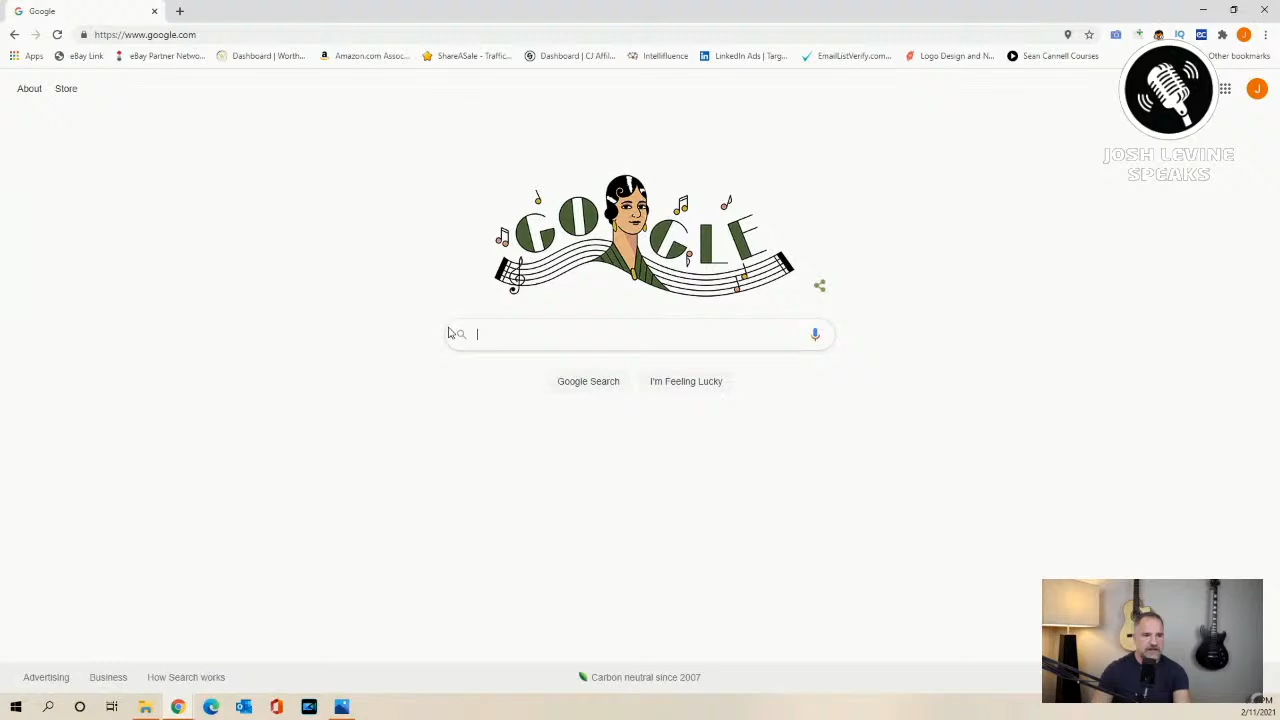 Google
https://www.google.com
Apps eBay Link eBay Partner Netwo... Dashboard | Worth... Amazon.com Assoc... ShareASale - Traffic... Dashboard | CJ Affil... Intellifluence LinkedIn Ads | Targ... EmailListVerify.com... Logo Design and N... Sean Cannell Courses Other bookmarks
About Store
J
JOSH LEVINE
SPEAKS
GOOGLE
Google Search I'm Feeling Lucky
Advertising Business How Search works Carbon neutral since 2007
PM
2/11/2021